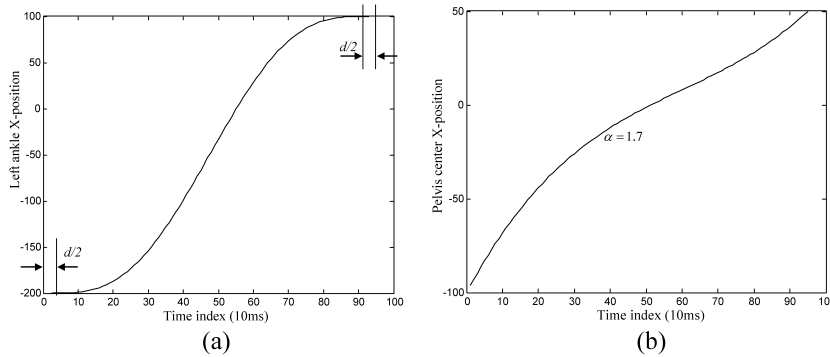 100
50
0
-50
-100
-150
-200
Left ankle X-position
d/2
d/2
0 10 20 30 40 50 60 70 80 90 100
Time index (10ms)
(a)
50
0
-50
-100
Pelvis center X-position
α = 1.7
0 10 20 30 40 50 60 70 80 90 100
Time index (10ms)
(b)